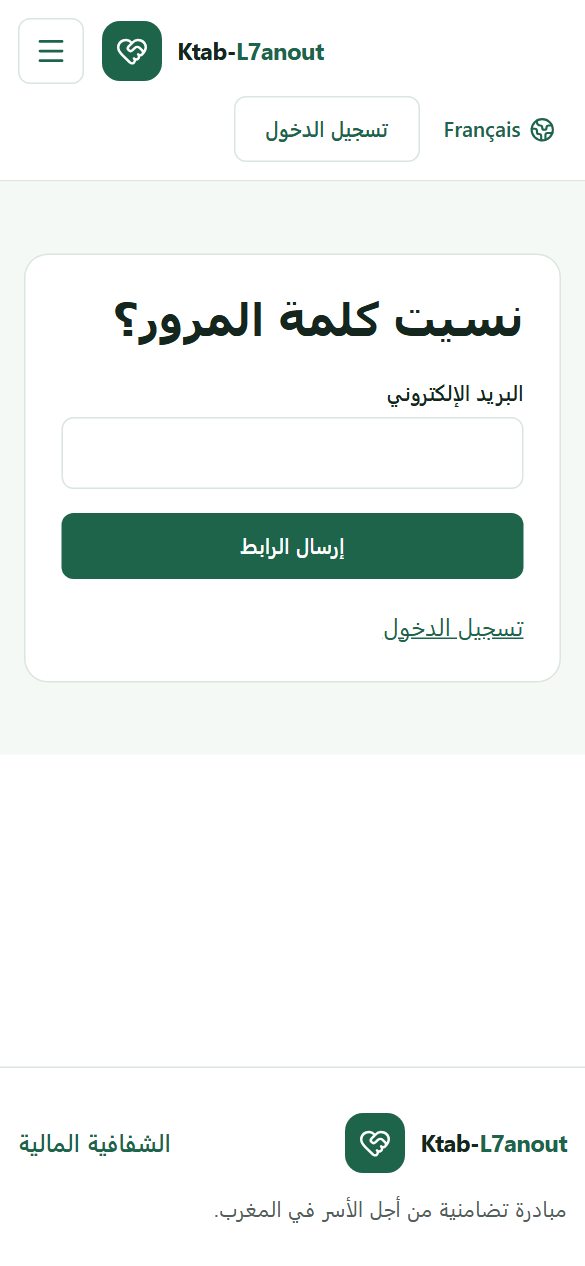 Ktab-L7anout
Français
تسجيل الدخول
نسيت كلمة المرور؟
البريد الإلكتروني
إرسال الرابط
تسجيل الدخول
Ktab-L7anout
الشفافية المالية
مبادرة تضامنية من أجل الأسر في المغرب.